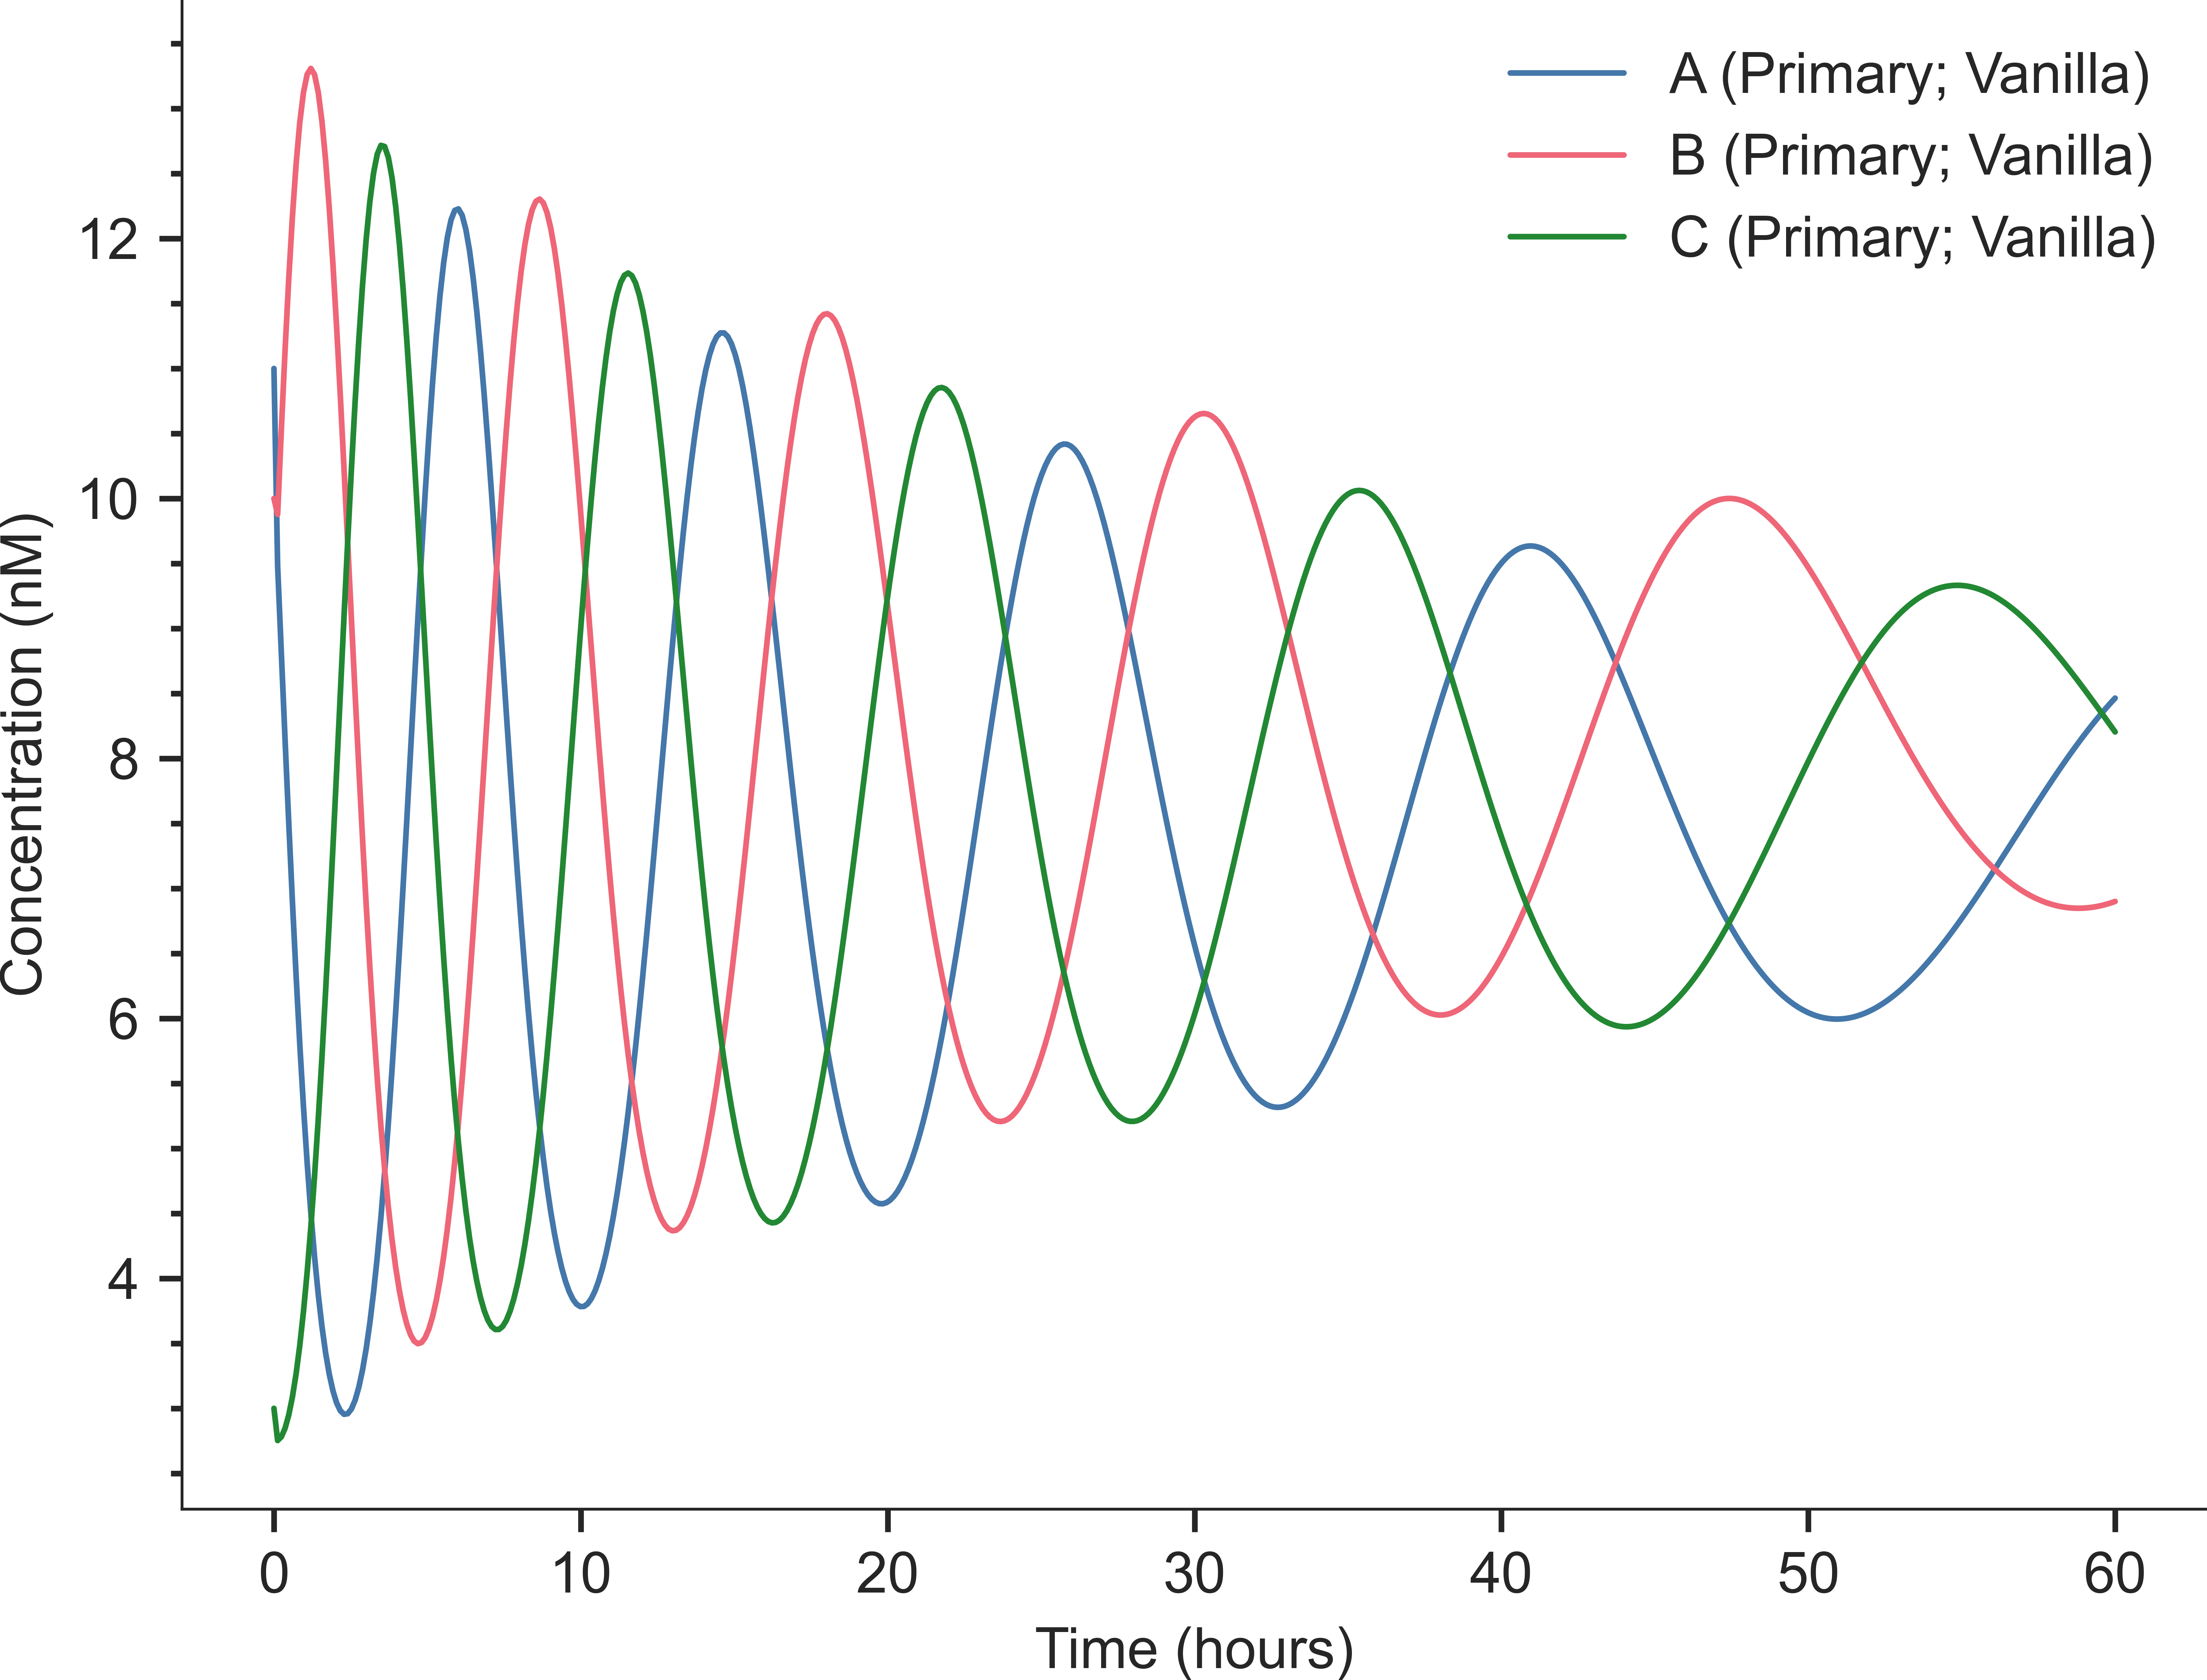 A (Primary; Vanilla)
B (Primary; Vanilla)
C (Primary; Vanilla)
Concentration (nM)
12
10
8
6
4
0 10 20 30 40 50 60
Time (hours)